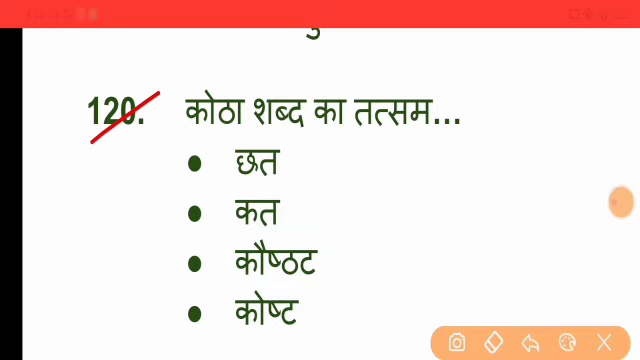 120. कोठा शब्द का तत्सम...
• छत
• कत
• कौष्ठट
• कोष्ट